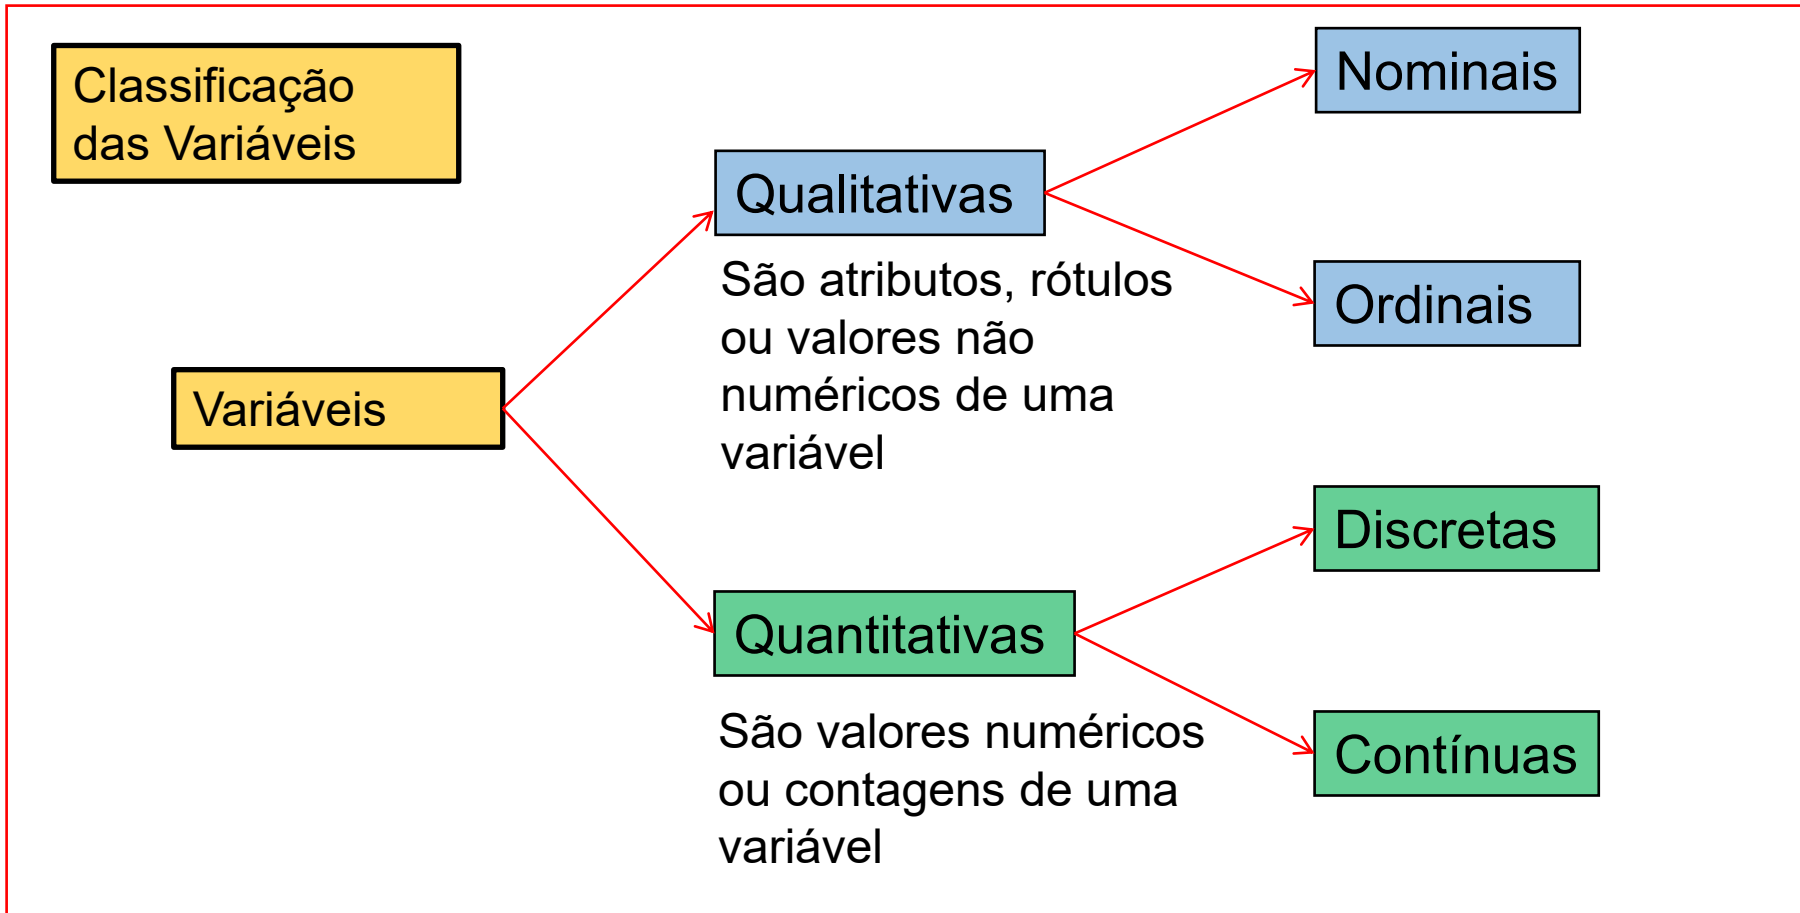 Classificação
das Variáveis
Variáveis
Qualitativas
São atributos, rótulos
ou valores não
numéricos de uma
variável
Nominais
Ordinais
Quantitativas
São valores numéricos
ou contagens de uma
variável
Discretas
Contínuas